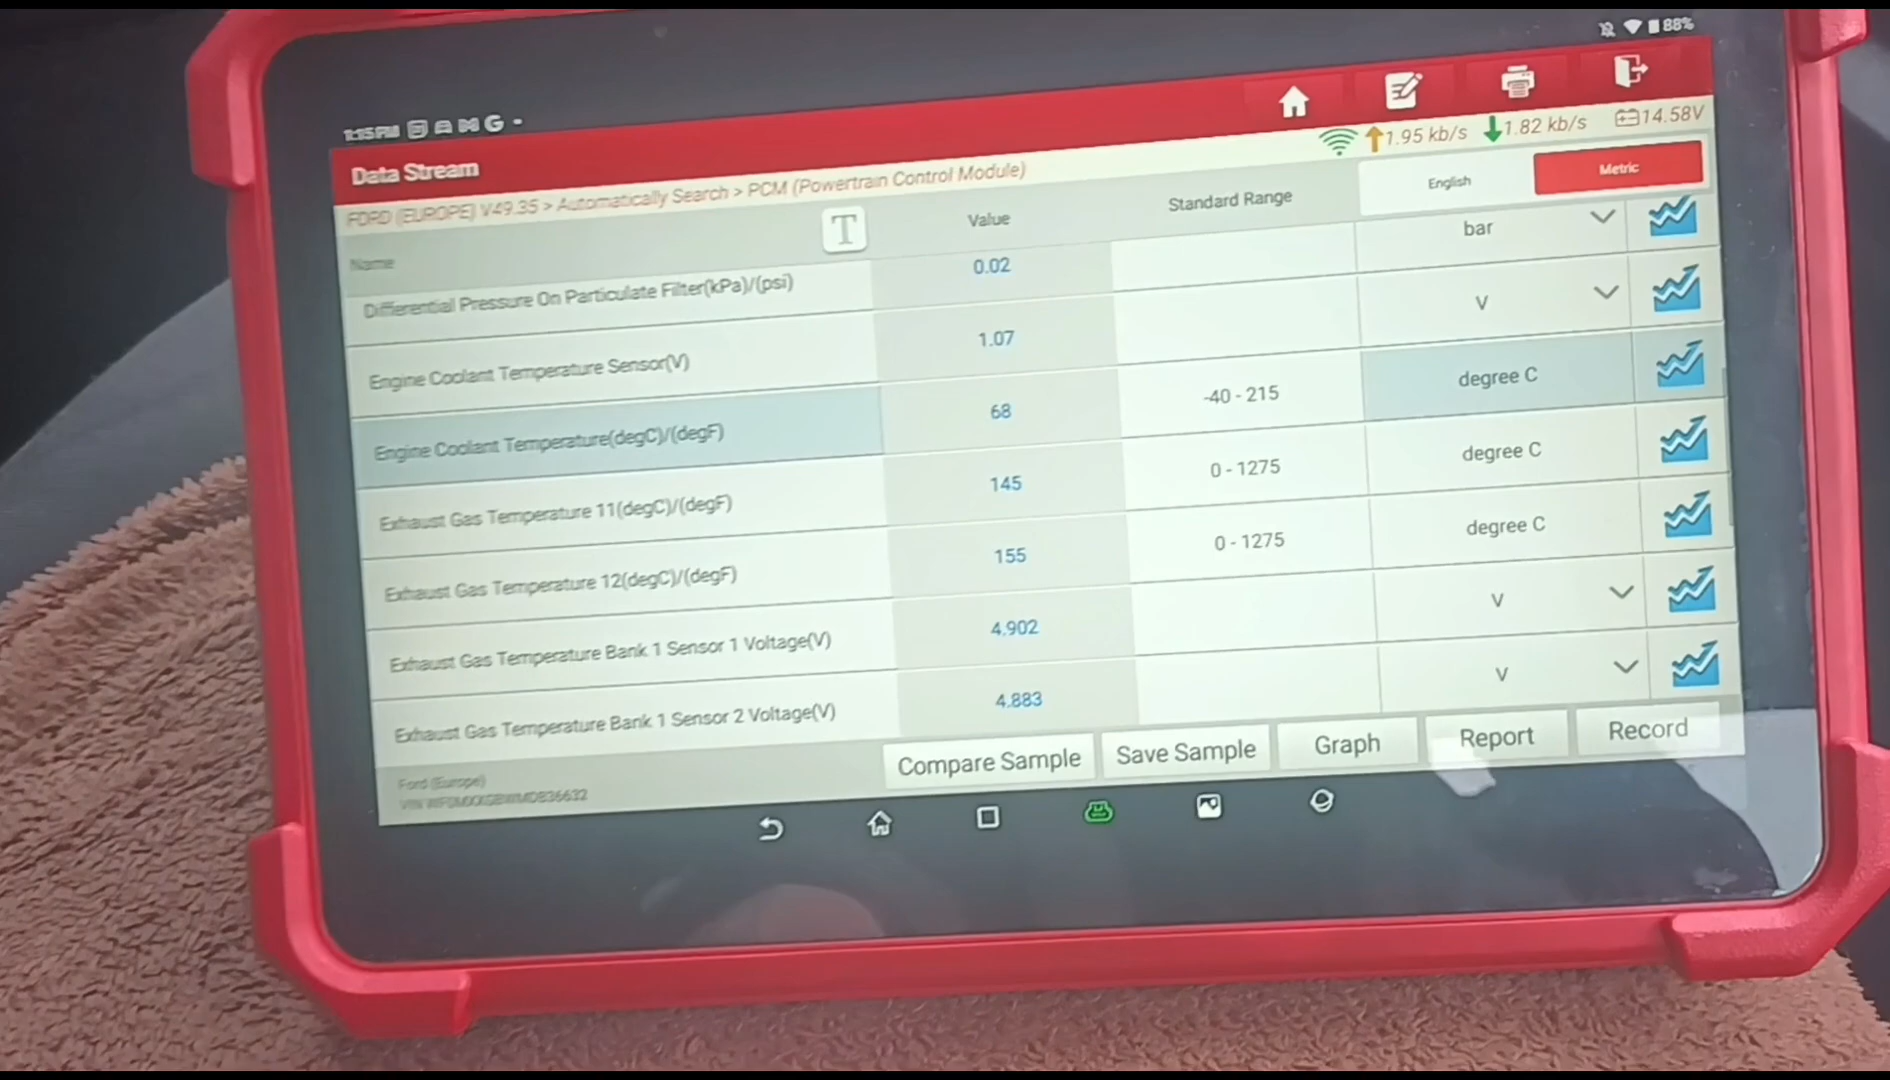 1:15PM G
88%
Data Stream
1.95 kb/s 1.82 kb/s 14.58V
FORD (EUROPE) V49.35 > Automatically Search > PCM (Powertrain Control Module)
Name T Value Standard Range English Metric
Differential Pressure On Particulate Filter(kPa)/(psi) 0.02 bar
Engine Coolant Temperature Sensor(V) 1.07 V
Engine Coolant Temperature(degC)/(degF) 68 -40 - 215 degree C
Exhaust Gas Temperature 11(degC)/(degF) 145 0 - 1275 degree C
Exhaust Gas Temperature 12(degC)/(degF) 155 0 - 1275 degree C
Exhaust Gas Temperature Bank 1 Sensor 1 Voltage(V) 4.902 V
Exhaust Gas Temperature Bank 1 Sensor 2 Voltage(V) 4.883 V
Compare Sample Save Sample Graph Report Record
Ford (Europe)
VIN